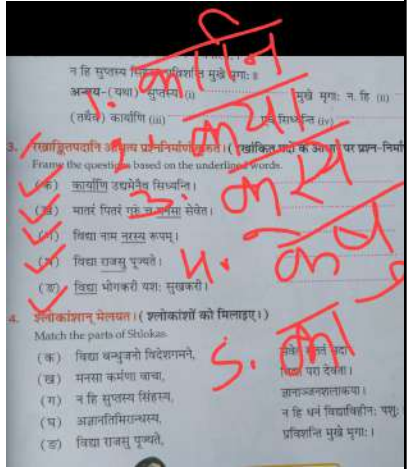 न हि सुप्तस्य प्रविशन्ति मुखे मृगाः॥
अन्वय-(यथा) सुप्तस्य (i) मुखे मृगाः न हि (ii)
(तथैव) कार्याणि (iii) सिध्यन्ति (iv)
1. कानि
2. कया
3. कस्य
4. केषु
5. का
3. रेखाङ्कितपदानि प्रश्ननिर्माणं कुरुत। (रेखांकित पदों के आधार पर प्रश्न-निर्मा
Frame the questions based on the underlined words.
(क) कार्याणि उद्यमेनैव सिध्यन्ति।
(ख) मातरं पितरं गुरुं च मनसा सेवेत।
(ग) विद्या नाम नरस्य रूपम्।
(घ) विद्या राजसु पूज्यते।
(ङ) विद्या भोगकरी यशः सुखकरी।
4. श्लोकांशान् मेलयत। (श्लोकांशों को मिलाइए।)
Match the parts of Shlokas.
(क) विद्या बन्धुजनो विदेशगमने, सेवेत सततं सदा
(ख) मनसा कर्मणा वाचा, विद्या परा देवता।
(ग) न हि सुप्तस्य सिंहस्य, ज्ञानाञ्जनशलाकया।
(घ) अज्ञानतिमिरान्धस्य, न हि धनं विद्याविहीनः पशुः
(ङ) विद्या राजसु पूज्यते, प्रविशन्ति मुखे मृगाः।